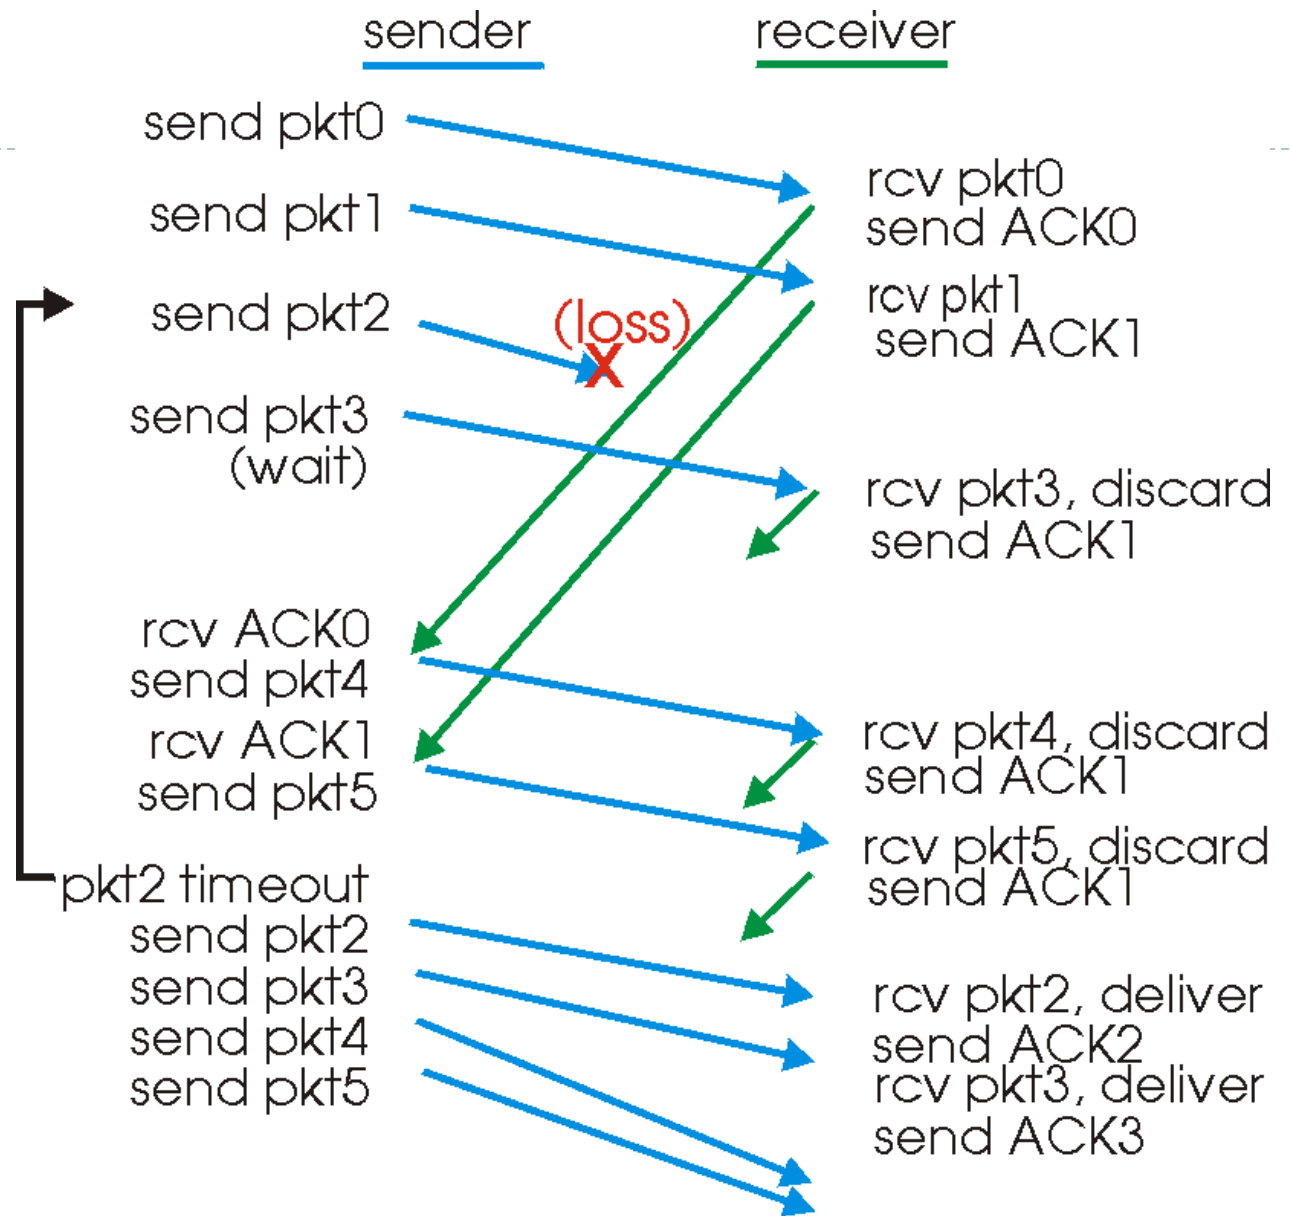 sender
receiver
send pkt0
rcv pkt0
send ACK0
send pkt1
rcv pkt1
send ACK1
send pkt2
(loss)
X
send pkt3
(wait)
rcv pkt3, discard
send ACK1
rcv ACK0
send pkt4
rcv ACK1
send pkt5
rcv pkt4, discard
send ACK1
rcv pkt5, discard
send ACK1
pkt2 timeout
send pkt2
send pkt3
send pkt4
send pkt5
rcv pkt2, deliver
send ACK2
rcv pkt3, deliver
send ACK3